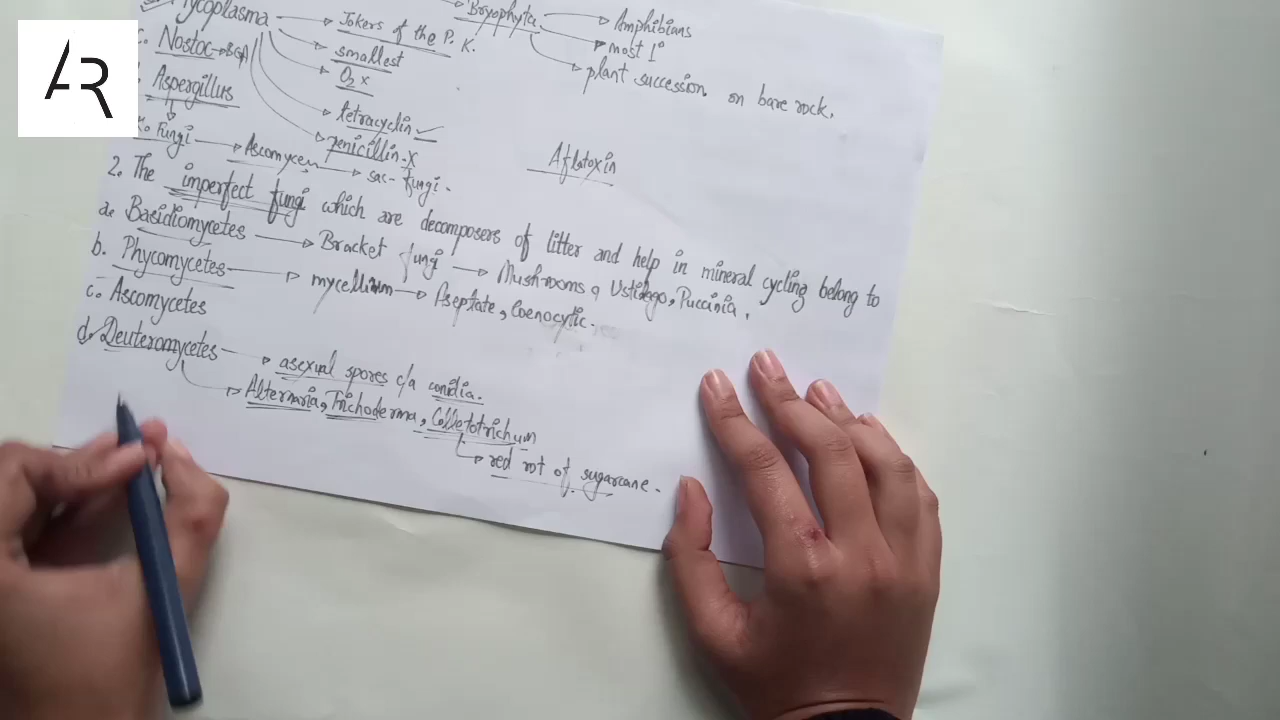 AR
Mycoplasma → Jokers of the P. K.
smallest
O2 x
tetracyclin ✓
penicillin-x
Bryophyta → Amphibians
most 1°
plant succession on bare rock.
c. Nostoc → BGA
Aspergillus
K. Fungi → Ascomycen → sac-fungi.
Aflatoxin
2. The imperfect fungi which are decomposers of litter and help in mineral cycling belong to
a. Basidiomycetes → Bracket fungi → Mushrooms, Ustilago, Puccinia.
b. Phycomycetes → mycellium → Aseptate, Coenocytic.
c. Ascomycetes
d. Deuteromycetes → asexual spores c/a conidia.
→ Alternaria, Trichoderma, Colletotrichum
→ red rot of sugarcane.